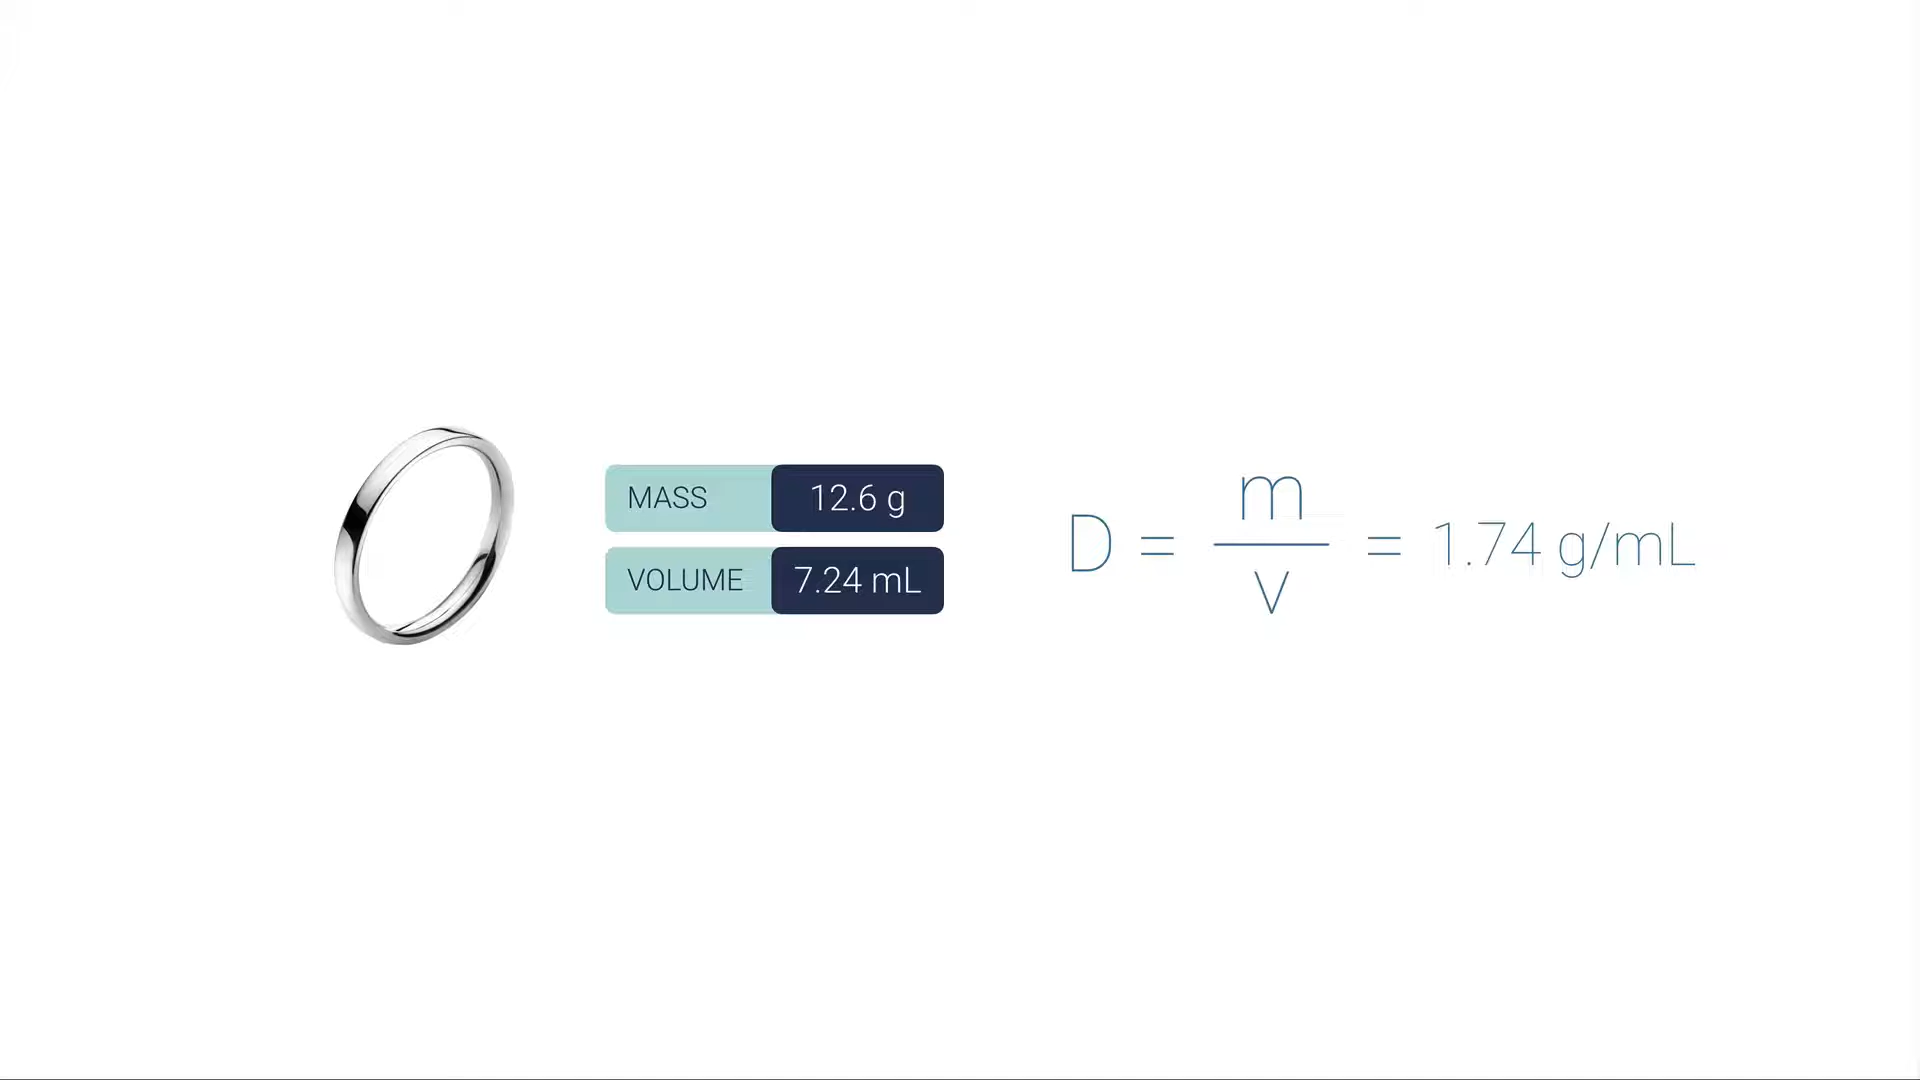 MASS 12.6 g
VOLUME 7.24 mL
D = m/v = 1.74 g/mL